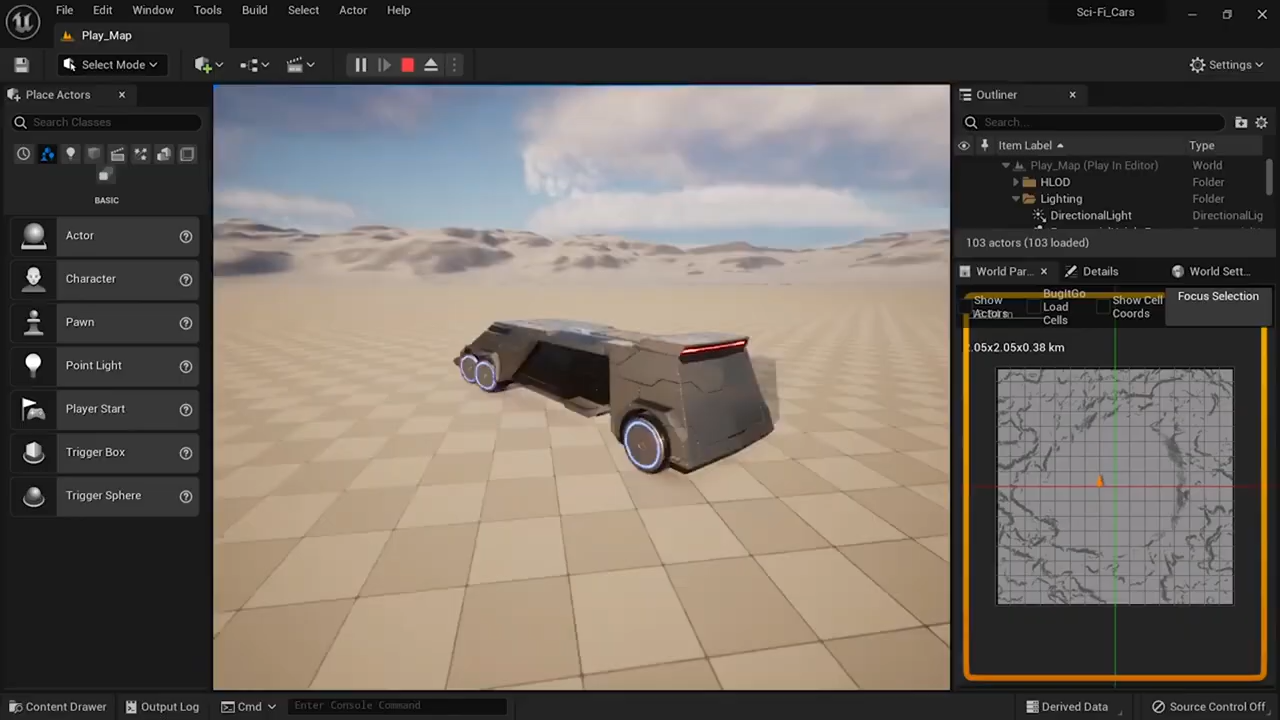 File Edit Window Tools Build Select Actor Help
Sci-Fi_Cars
Play_Map
Select Mode
Settings
Place Actors
Search Classes
BASIC
Actor
Character
Pawn
Point Light
Player Start
Trigger Box
Trigger Sphere
Outliner
Search...
Item Label Type
Play_Map (Play In Editor) World
HLOD Folder
Lighting Folder
DirectionalLight DirectionalLig
103 actors (103 loaded)
World Par... Details World Sett...
Show Actors
BugItGo Load Cells
Show Cell Coords
Focus Selection
.05x2.05x0.38 km
Content Drawer Output Log Cmd Enter Console Command Derived Data Source Control Off